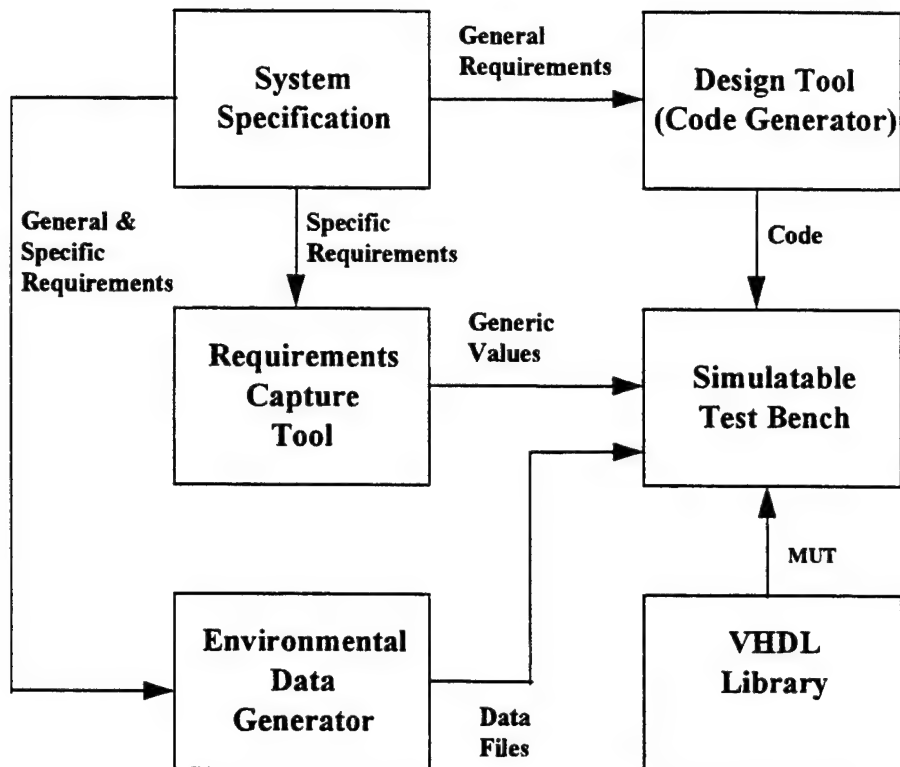 System
Specification
General
Requirements
Design Tool
(Code Generator)
General &
Specific
Requirements
Specific
Requirements
Code
Requirements
Capture
Tool
Generic
Values
Simulatable
Test Bench
MUT
Environmental
Data
Generator
Data
Files
VHDL
Library